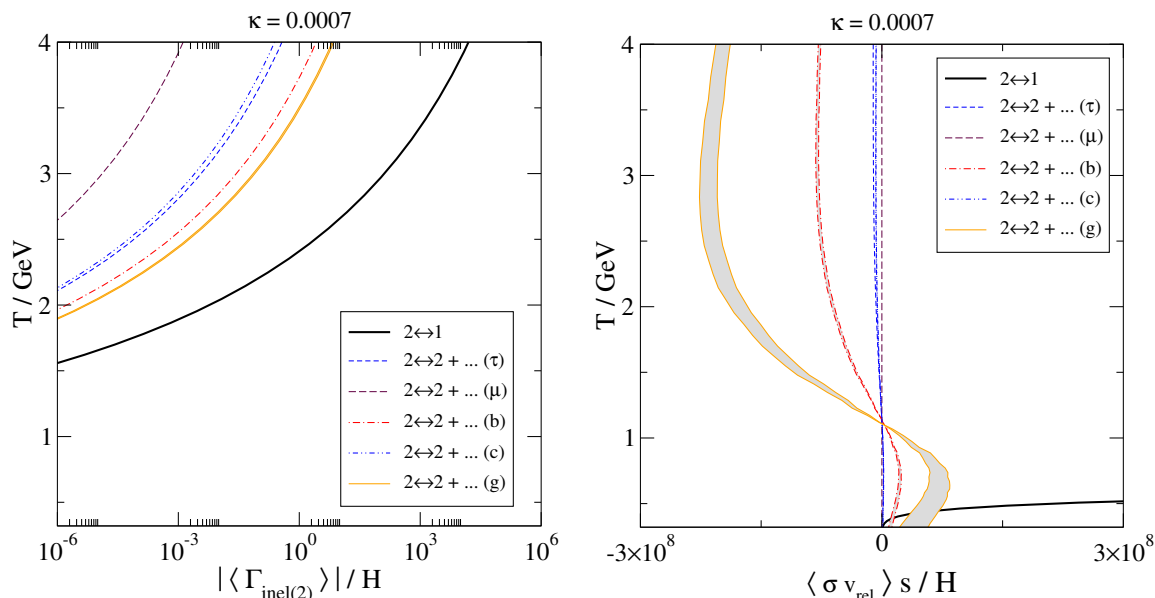 κ = 0.0007
4
3
2
1
T / GeV
2↔1
2↔2 + ... (τ)
2↔2 + ... (μ)
2↔2 + ... (b)
2↔2 + ... (c)
2↔2 + ... (g)
10^-6
10^-3
10^0
10^3
10^6
|⟨ Γ_inel(2) ⟩| / H
κ = 0.0007
4
3
2
1
T / GeV
2↔1
2↔2 + ... (τ)
2↔2 + ... (μ)
2↔2 + ... (b)
2↔2 + ... (c)
2↔2 + ... (g)
-3×10^8
0
3×10^8
⟨ σ v_rel ⟩ s / H